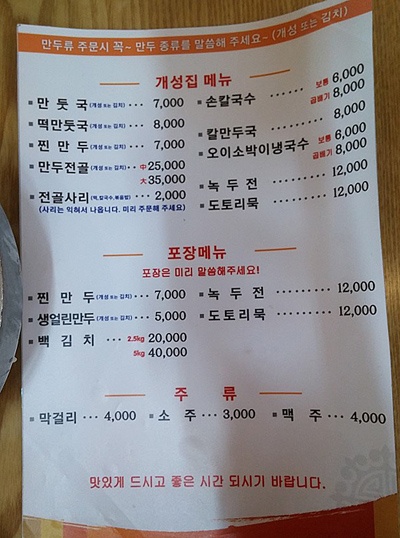 만두류 주문시 꼭~ 만두 종류를 말씀해 주세요~ (개성 또는 김치)
개성집 메뉴
만 둣 국(개성 또는 김치) ··· 7,000
떡만둣국(개성 또는 김치) ··· 8,000
찐 만 두(개성 또는 김치) ··· 7,000
만두전골(개성 또는 김치)·· 中25,000
大35,000
전골사리(떡,칼국수,볶음밥) ··· 2,000
(사리는 익혀서 나옵니다. 미리 주문해 주세요)
손칼국수 ······ 보통 6,000
곱배기 8,000
칼만두국 ········· 8,000
오이소박이냉국수 보통 6,000
곱배기 8,000
녹 두 전 ········ 12,000
도토리묵 ········ 12,000
포장메뉴
포장은 미리 말씀해주세요!
찐 만 두(개성 또는 김치) ··· 7,000
생얼린만두(개성 또는 김치) ··· 5,000
백 김 치 ··· 2.5kg 20,000
5kg 40,000
녹 두 전 ········ 12,000
도토리묵 ········ 12,000
주 류
막걸리 ··· 4,000 소 주 ··· 3,000 맥 주 ··· 4,000
맛있게 드시고 좋은 시간 되시기 바랍니다.